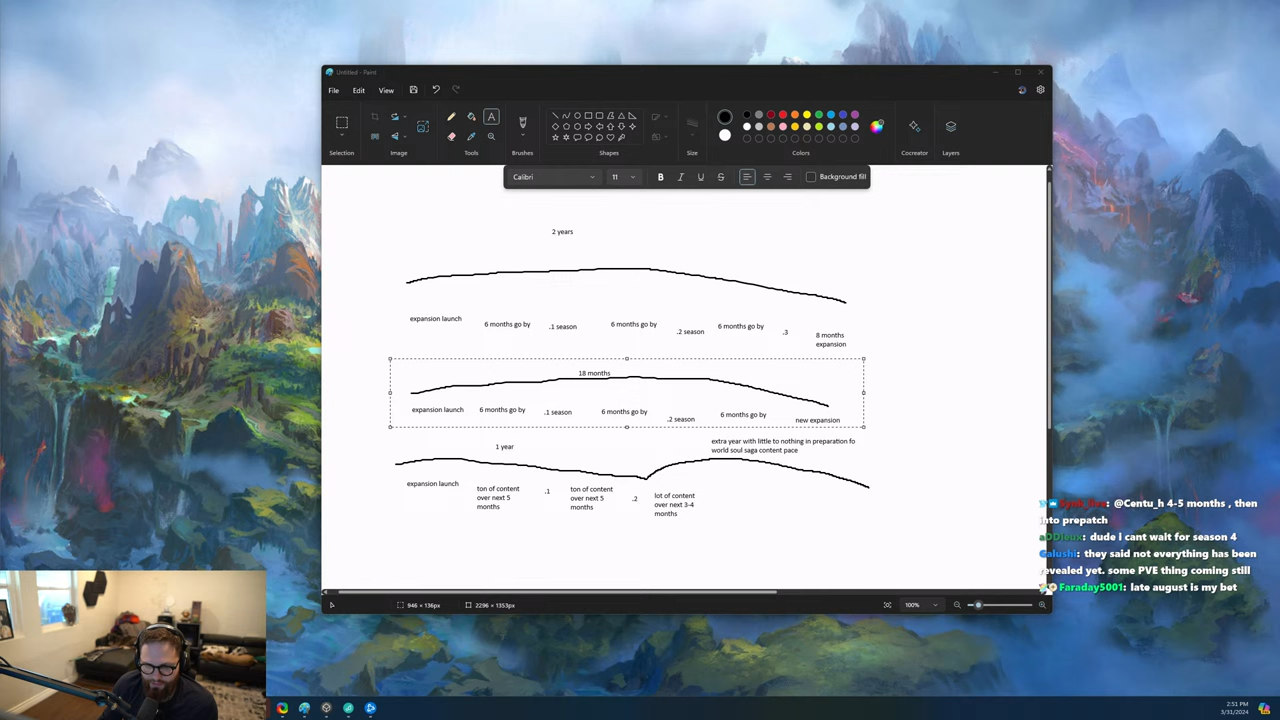 Untitled - Paint
File Edit View
Selection
Image
Tools
Brushes
Shapes
Size
Colors
Cocreator
Layers
Calibri
11
B I U S
Background fill
2 years
expansion launch
6 months go by
.1 season
6 months go by
.2 season
6 months go by
.3
8 months
expansion
18 months
expansion launch
6 months go by
.1 season
6 months go by
.2 season
6 months go by
new expansion
1 year
extra year with little to nothing in preparation fo
world soul saga content pace
expansion launch
ton of content
over next 5
months
.1
ton of content
over next 5
months
.2
lot of content
over next 3-4
months
: @Centu_h 4-5 months , then
into prepatch
aDDieux: dude i cant wait for season 4
Galushi: they said not everything has been
revealed yet. some PVE thing coming still
Faraday5001: late august is my bet
946 × 136px
2296 × 1353px
100%
2:51 PM
5/31/2024